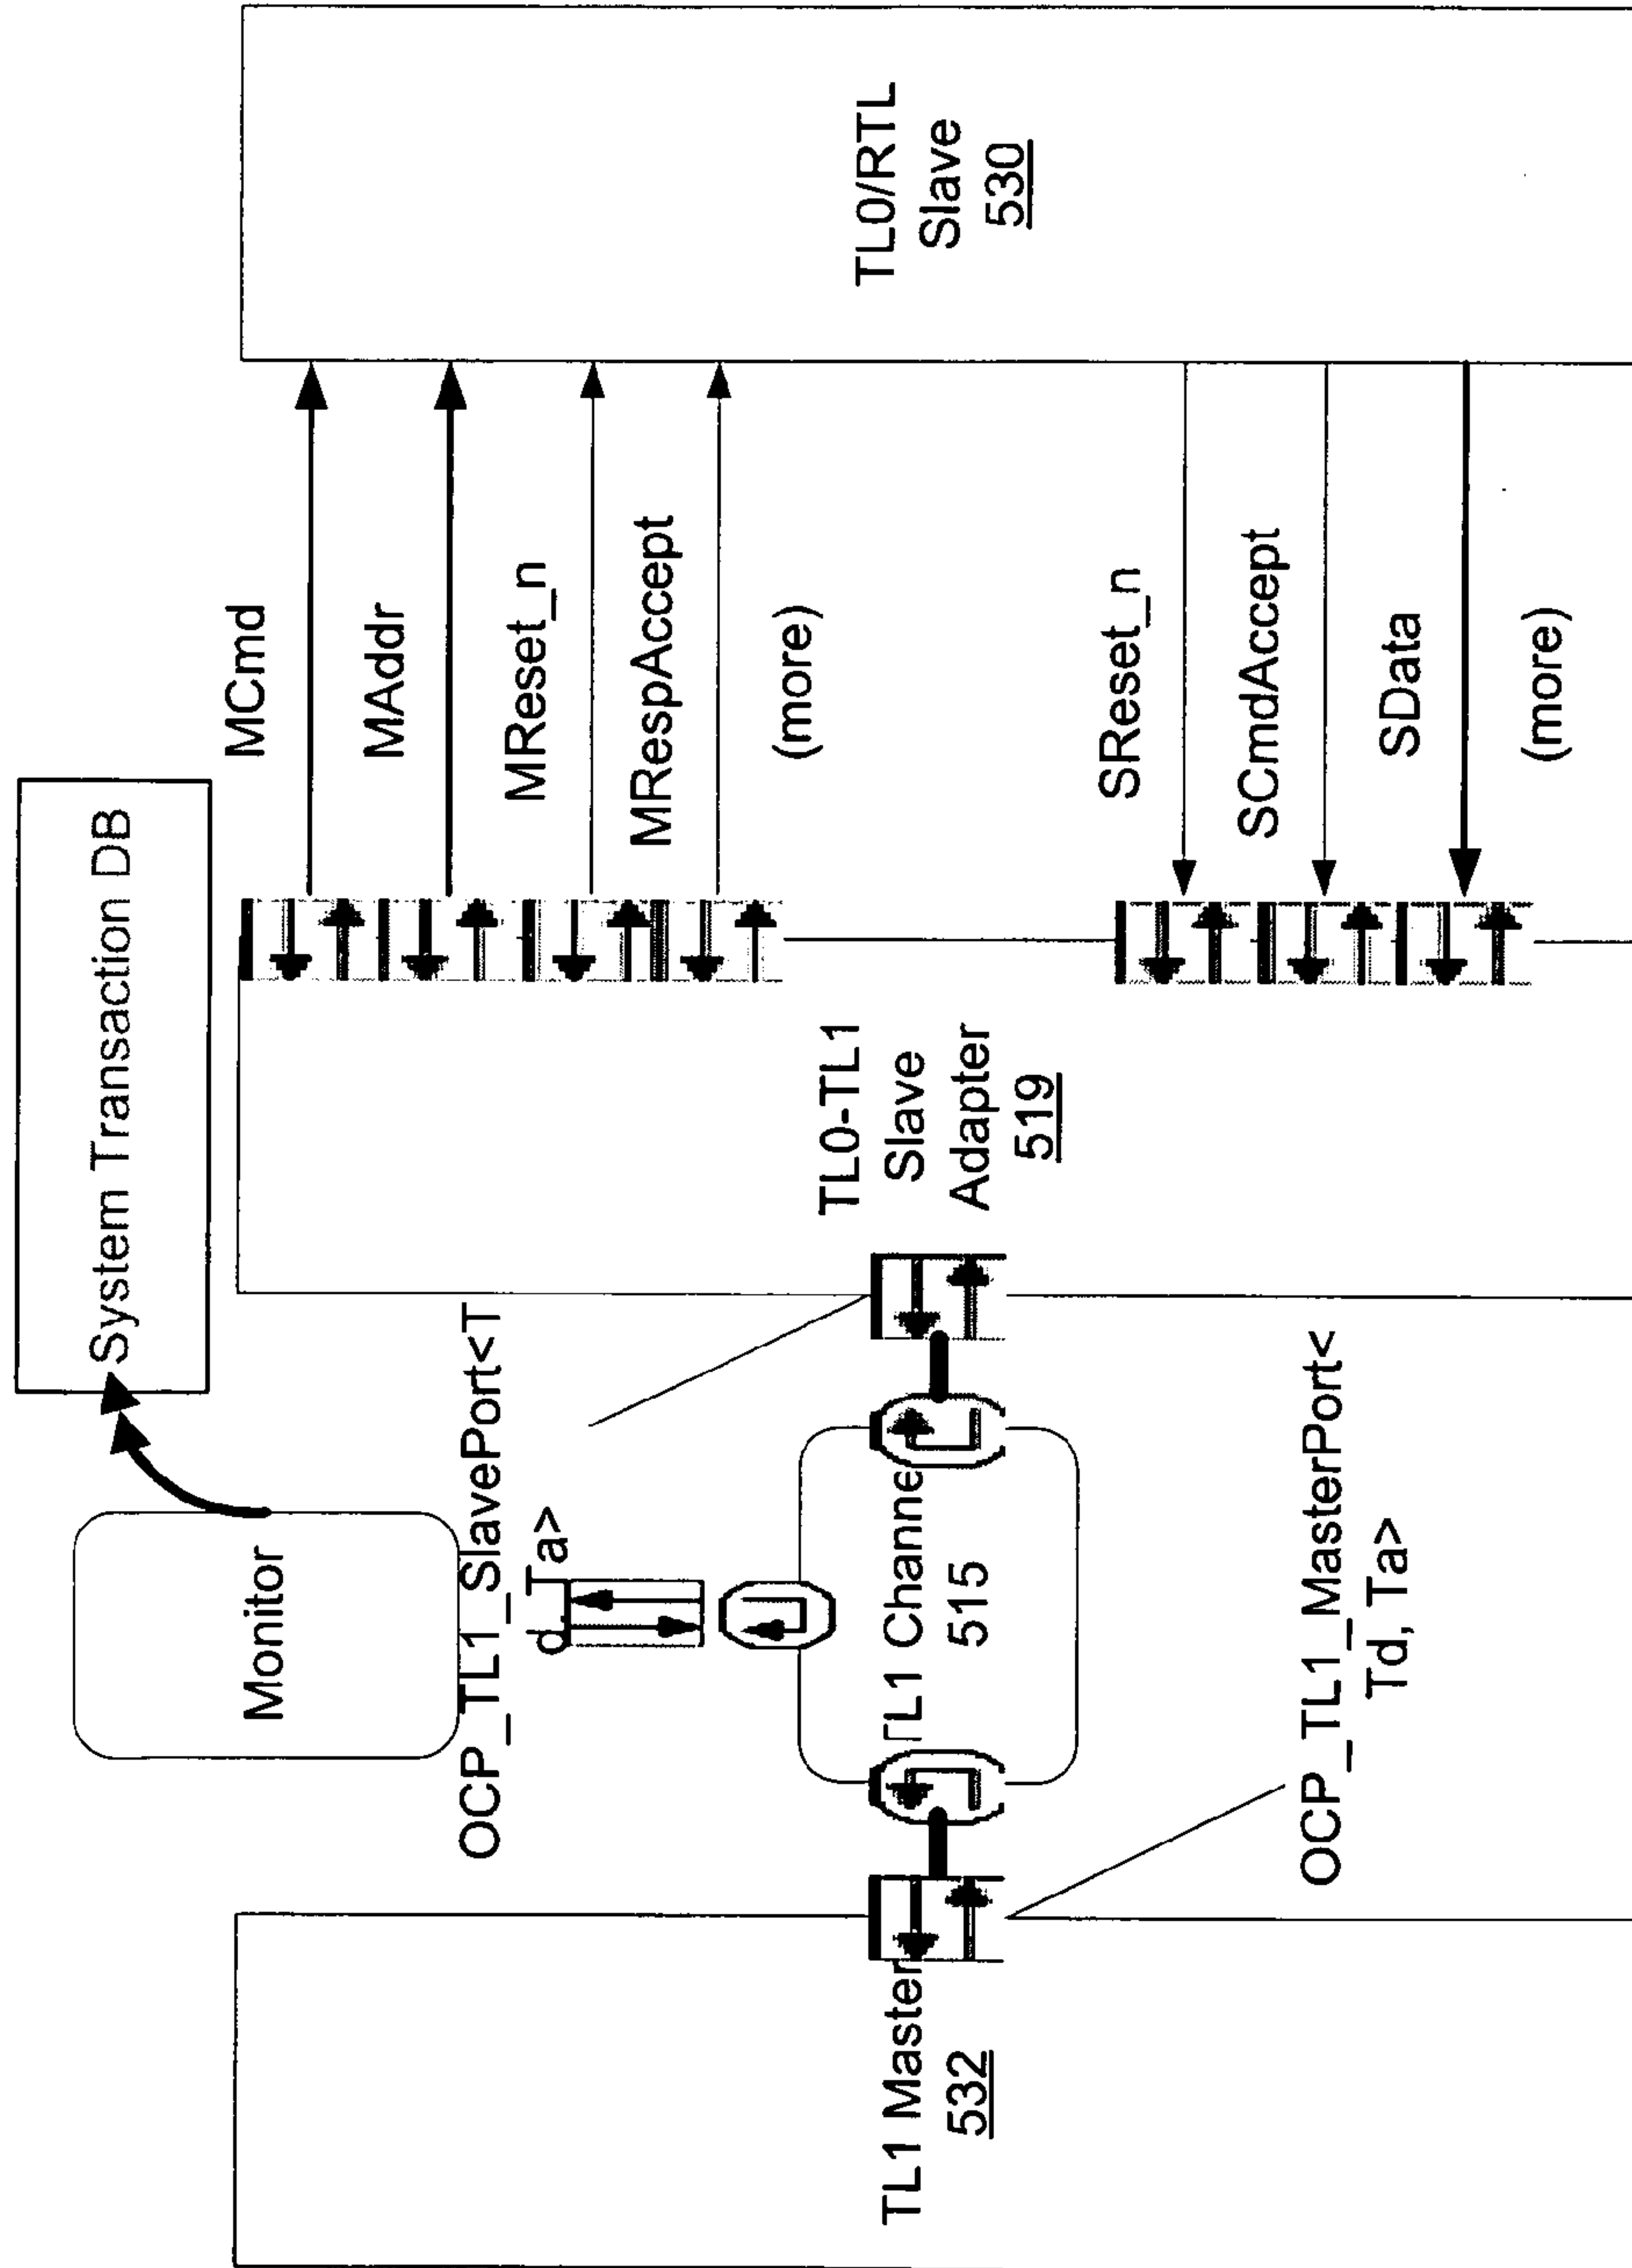 System Transaction DB
Monitor
OCP_TL1_SlavePort<T
d, Ta>
MCmd
MAddr
MReset_n
MRespAccept
(more)
TL1 Master
532
TL1 Channe
515
TL0-TL1
Slave
Adapter
519
TL0/RTL
Slave
530
SReset_n
SCmdAccept
SData
(more)
OCP_TL1_MasterPort<
Td, Ta>